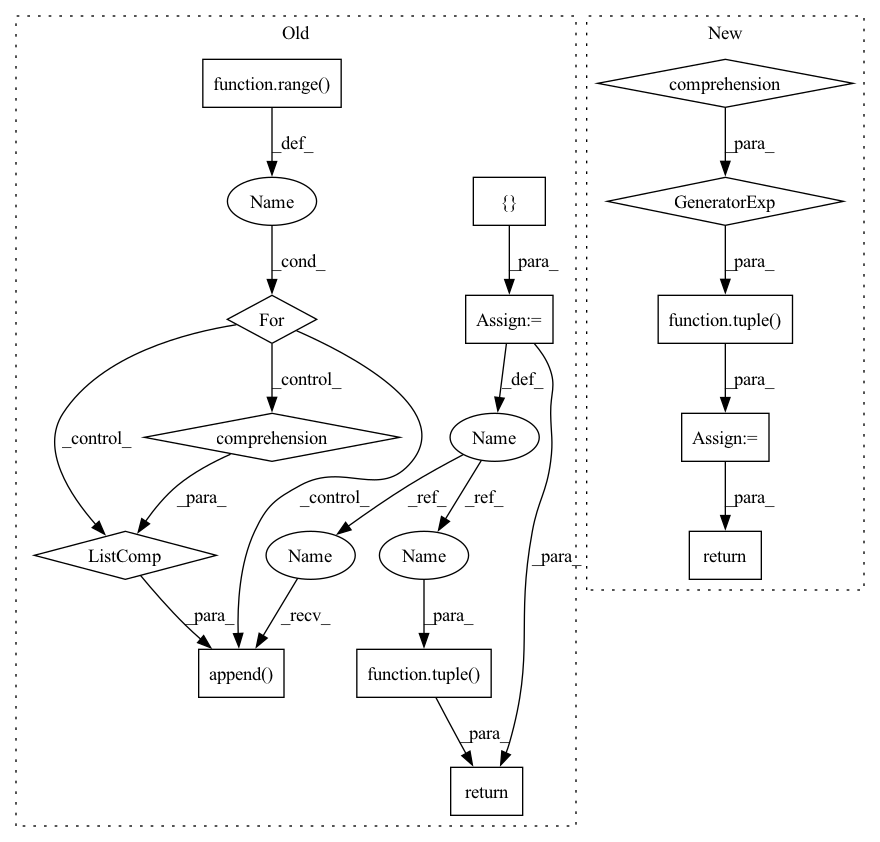 Old
New
function.range()
comprehension
_def_
_para_
Name
{}
GeneratorExp
_cond_
_para_
_para_
For
Assign:=
function.tuple()
_control_
_def_
_para_
_control_
comprehension
Name
Assign:=
_para_
_control_
_ref_
_ref_
_para_
ListComp
Name
Name
_para_
return
_para_
_recv_
_para_
append()
function.tuple()
_para_
return